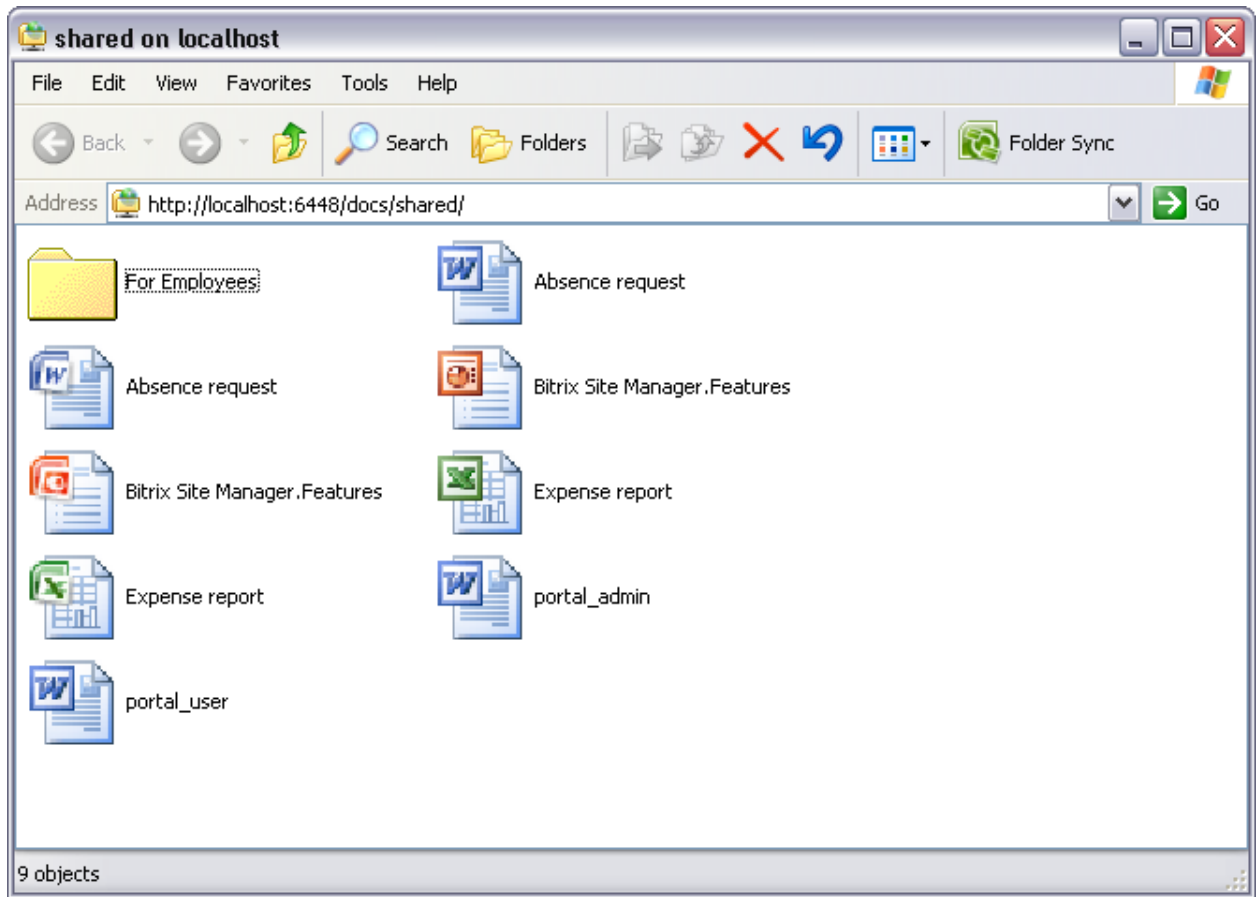 shared on localhost
File Edit View Favorites Tools Help
Back Search Folders Folder Sync
Address http://localhost:6448/docs/shared/ Go
For Employees Absence request
Absence request Bitrix Site Manager.Features
Bitrix Site Manager.Features Expense report
Expense report portal_admin
portal_user
9 objects